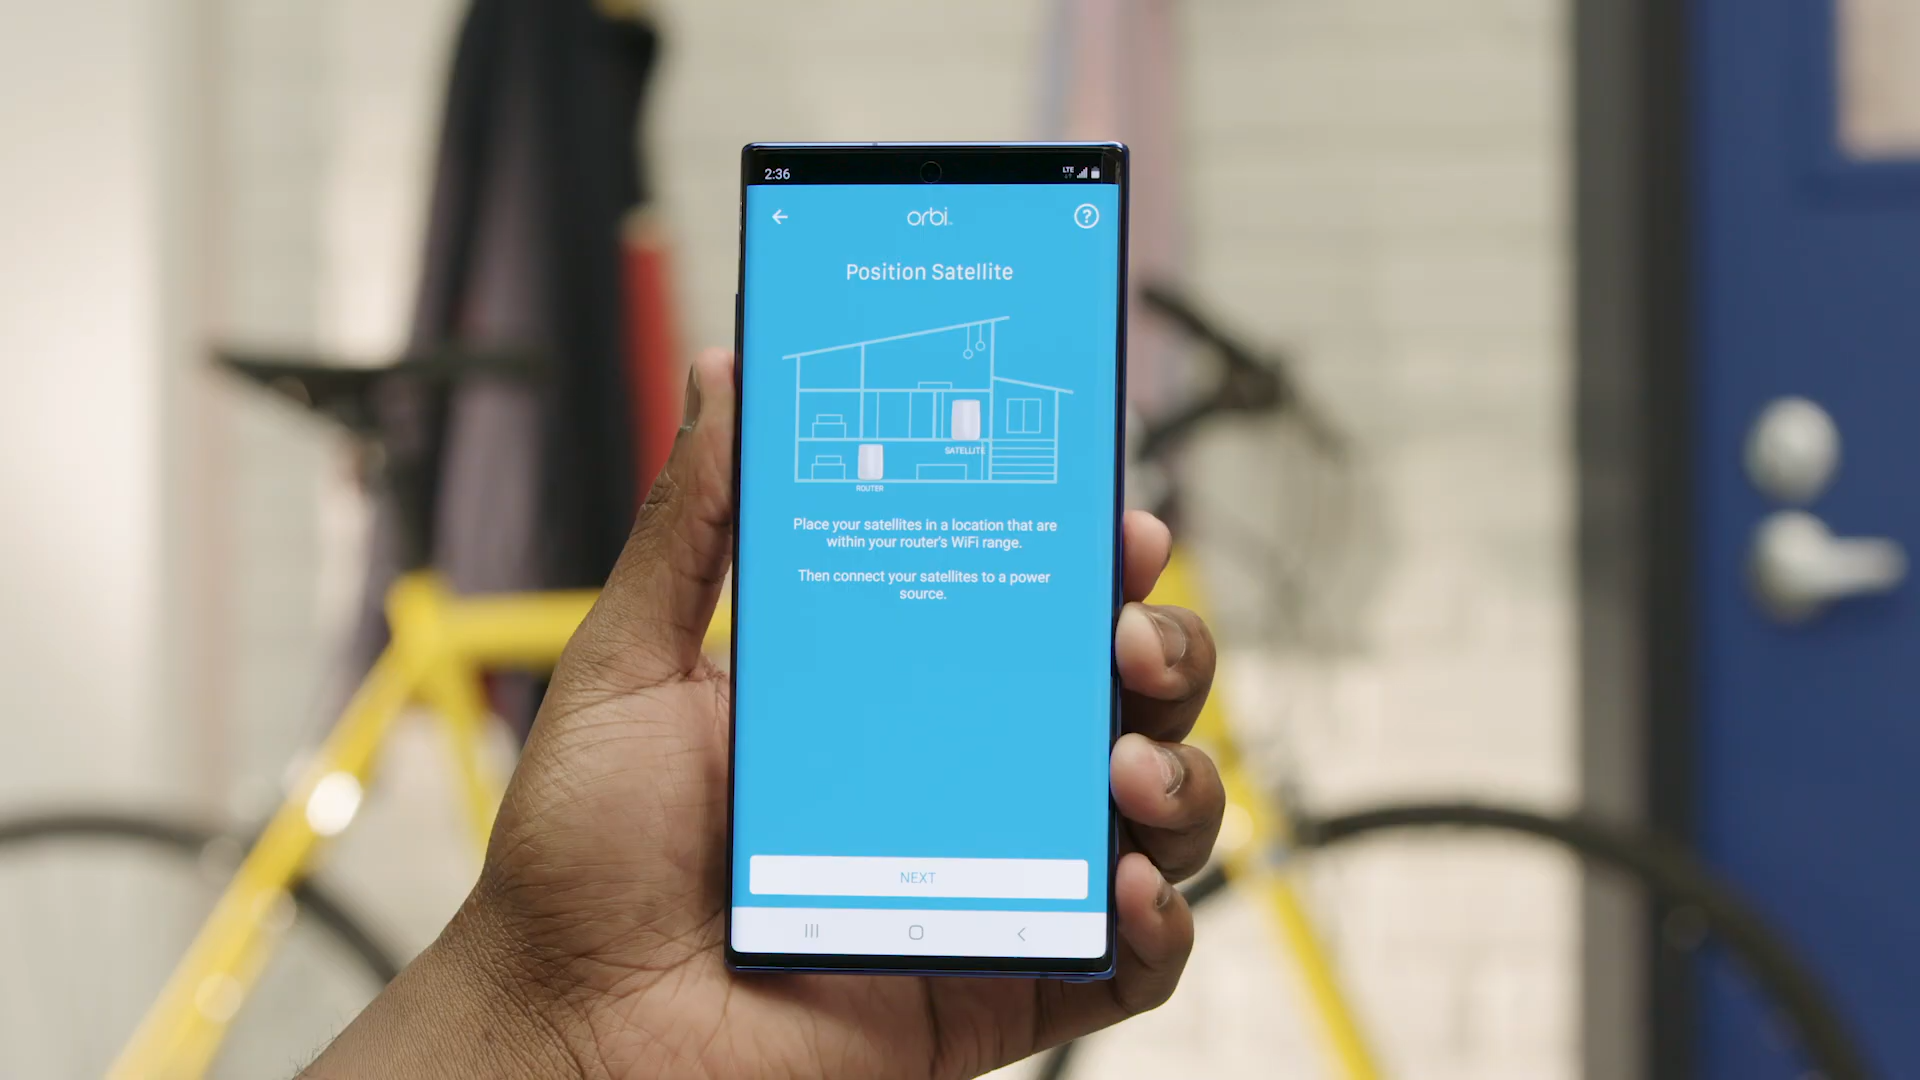 2:36
LTE
orbi
Position Satellite
SATELLITE
ROUTER
Place your satellites in a location that are
within your router's WiFi range.
Then connect your satellites to a power
source.
NEXT